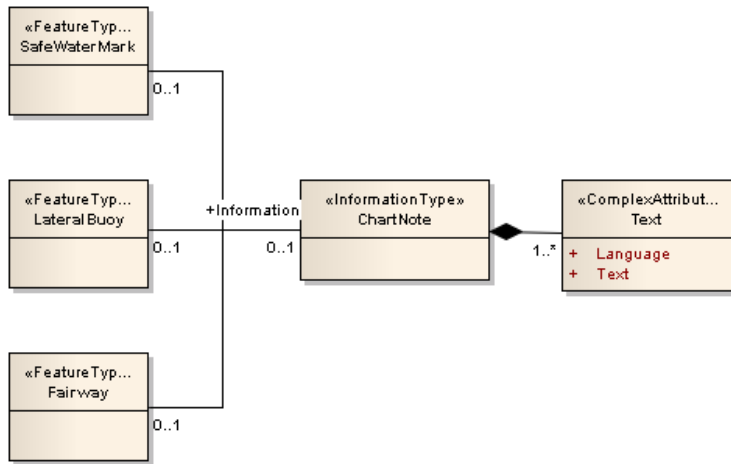 «FeatureTyp...
SafeWaterMark
0..1
«FeatureTyp...
LateralBuoy
0..1
+Information
0..1
«InformationType»
ChartNote
1..*
«ComplexAttribut...
Text
+ Language
+ Text
«FeatureTyp...
Fairway
0..1